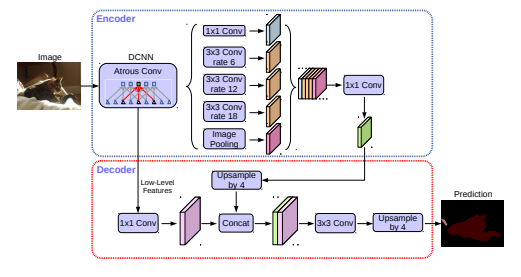 Encoder
Image
DCNN
Atrous Conv
1x1 Conv
3x3 Conv
rate 6
3x3 Conv
rate 12
3x3 Conv
rate 18
Image
Pooling
1x1 Conv
Decoder
Low-Level
Features
Upsample
by 4
1x1 Conv
Concat
3x3 Conv
Upsample
by 4
Prediction